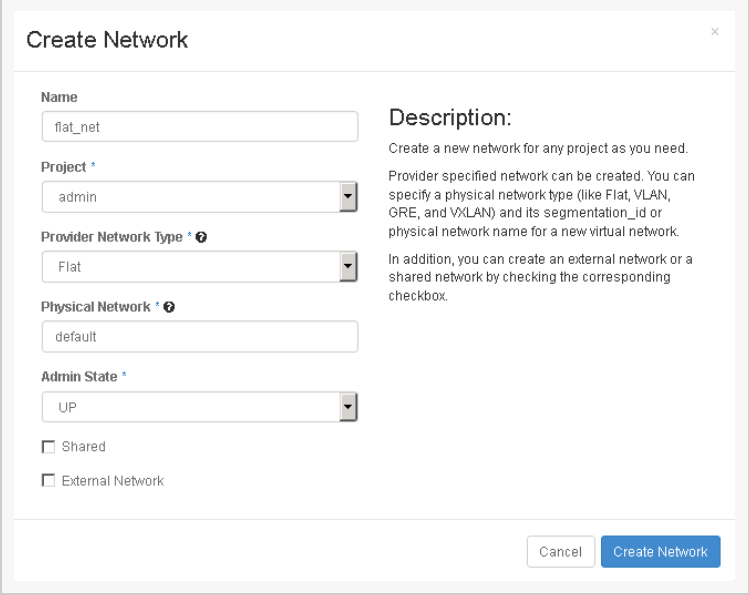 Create Network
×
Name
flat_net
Project *
admin
Provider Network Type * ?
Flat
Physical Network * ?
default
Admin State *
UP
Shared
External Network
Description:
Create a new network for any project as you need.
Provider specified network can be created. You can
specify a physical network type (like Flat, VLAN,
GRE, and VXLAN) and its segmentation_id or
physical network name for a new virtual network.
In addition, you can create an external network or a
shared network by checking the corresponding
checkbox.
Cancel
Create Network